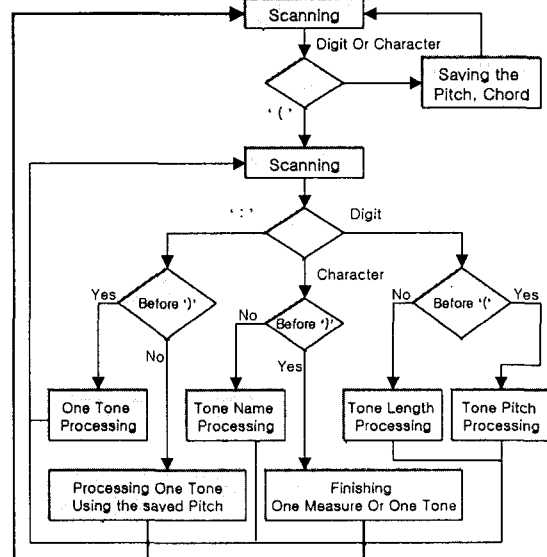 Scanning
Digit Or Character
Saving the
Pitch, Chord
' ( '
Scanning
' : '
Digit
Character
Yes
Before ')'
No
No
Before ')'
Yes
No
Before '('
Yes
One Tone
Processing
Tone Name
Processing
Tone Length
Processing
Tone Pitch
Processing
Processing One Tone
Using the saved Pitch
Finishing
One Measure Or One Tone